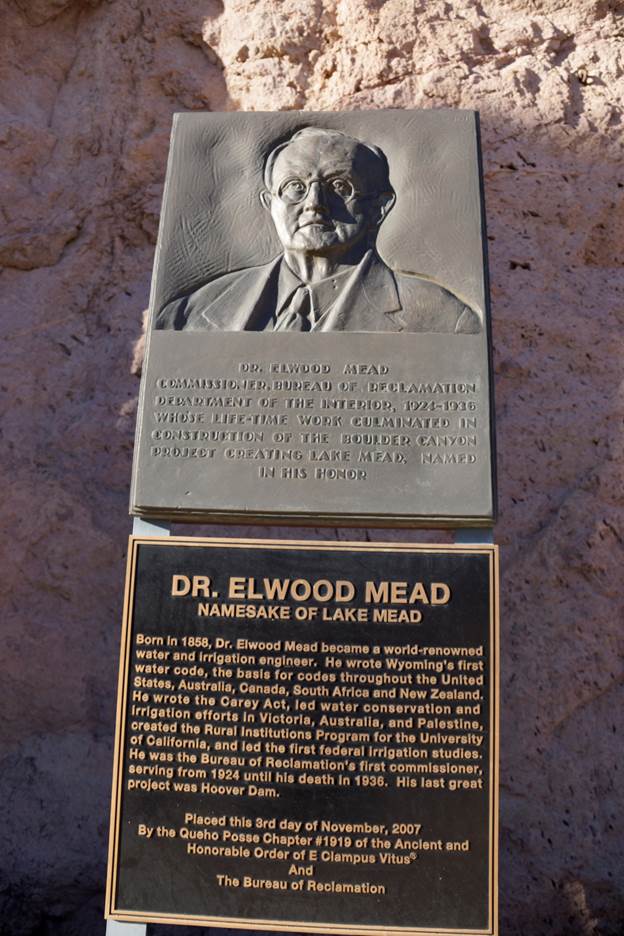 DR. ELWOOD MEAD
COMMISSIONER, BUREAU OF RECLAMATION
DEPARTMENT OF THE INTERIOR, 1924-1936
WHOSE LIFE-TIME WORK CULMINATED IN
CONSTRUCTION OF THE BOULDER CANYON
PROJECT CREATING LAKE MEAD, NAMED
IN HIS HONOR
DR. ELWOOD MEAD
NAMESAKE OF LAKE MEAD
Born in 1858, Dr. Elwood Mead became a world-renowned
water and irrigation engineer. He wrote Wyoming's first
water code, the basis for codes throughout the United
States, Australia, Canada, South Africa and New Zealand.
He wrote the Carey Act, led water conservation and
irrigation efforts in Victoria, Australia, and Palestine,
created the Rural Institutions Program for the University
of California, and led the first federal irrigation studies.
He was the Bureau of Reclamation's first commissioner,
serving from 1924 until his death in 1936. His last great
project was Hoover Dam.
Placed this 3rd day of November, 2007
By the Queho Posse Chapter #1919 of the Ancient and
Honorable Order of E Clampus Vitus®
And
The Bureau of Reclamation